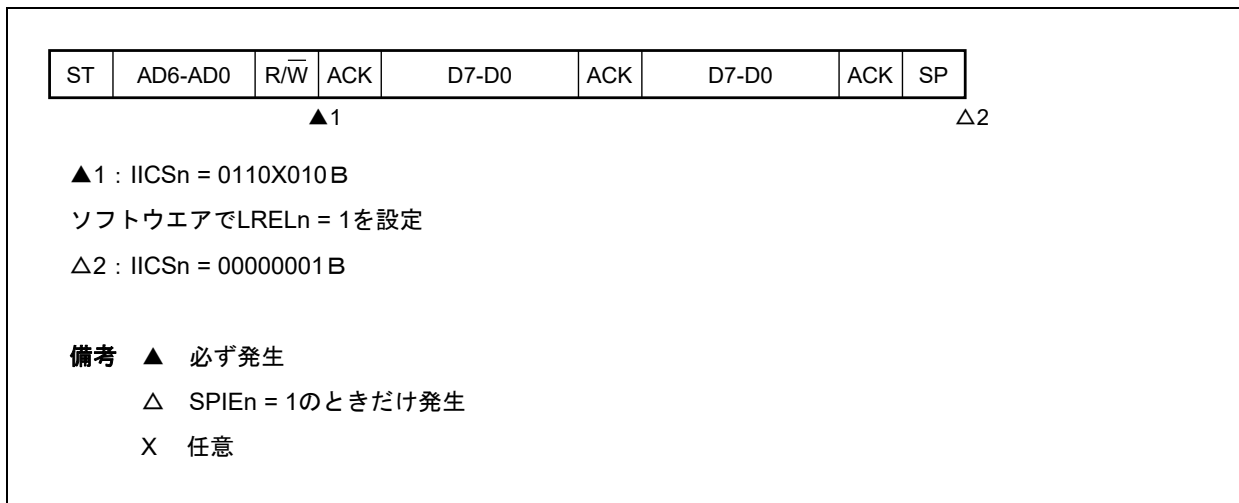 ST AD6-AD0 R/W̅ ACK D7-D0 ACK D7-D0 ACK SP
▲1 △2
▲1：IICSn = 0110X010Ｂ
ソフトウエアでLRELn = 1を設定
△2：IICSn = 00000001Ｂ
備考 ▲ 必ず発生
△ SPIEn = 1のときだけ発生
X 任意